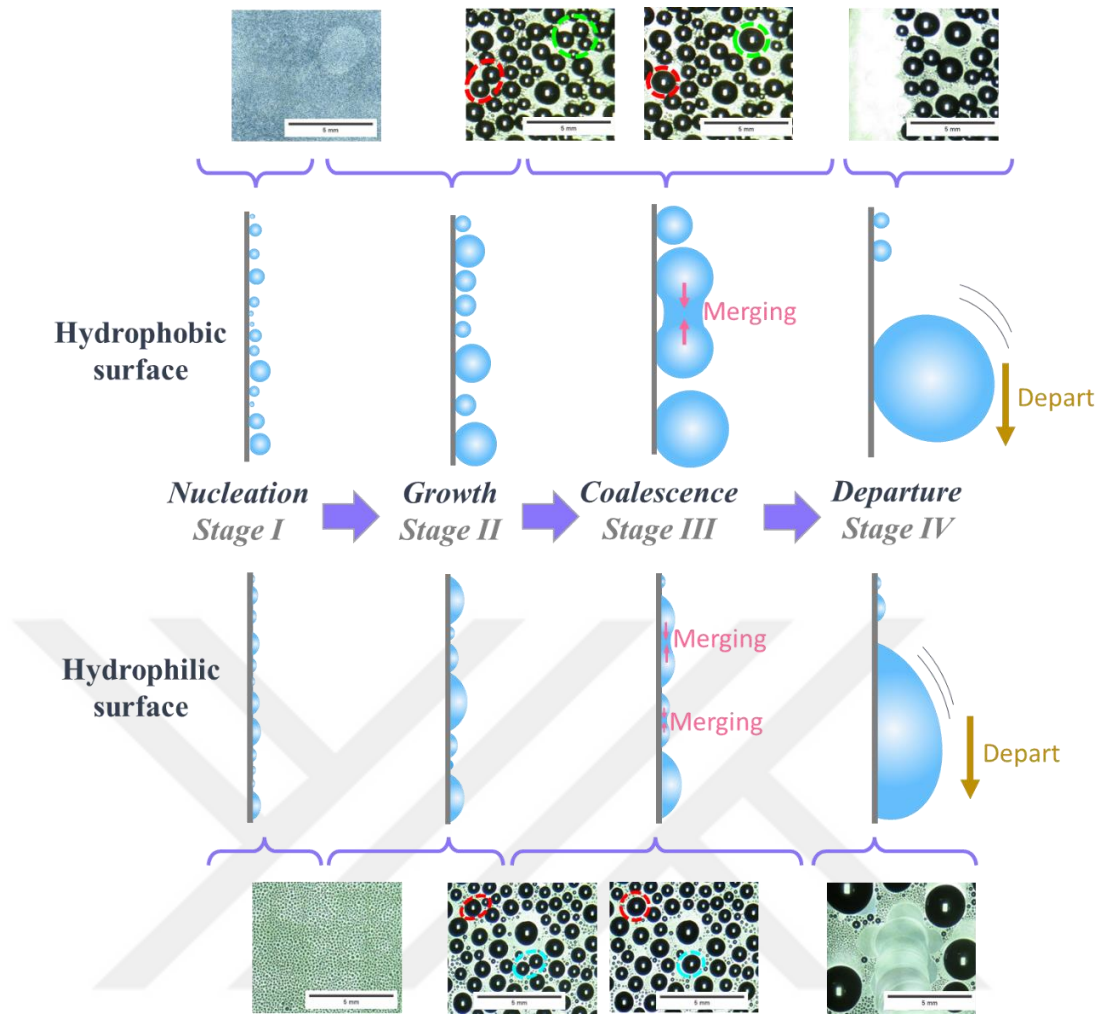 5 mm
5 mm
5 mm
5 mm
Merging
Hydrophobic
surface
Depart
Nucleation
Growth
Coalescence
Departure
Stage I
Stage II
Stage III
Stage IV
Merging
Hydrophilic
surface
Merging
Depart
5 mm
5 mm
5 mm
5 mm